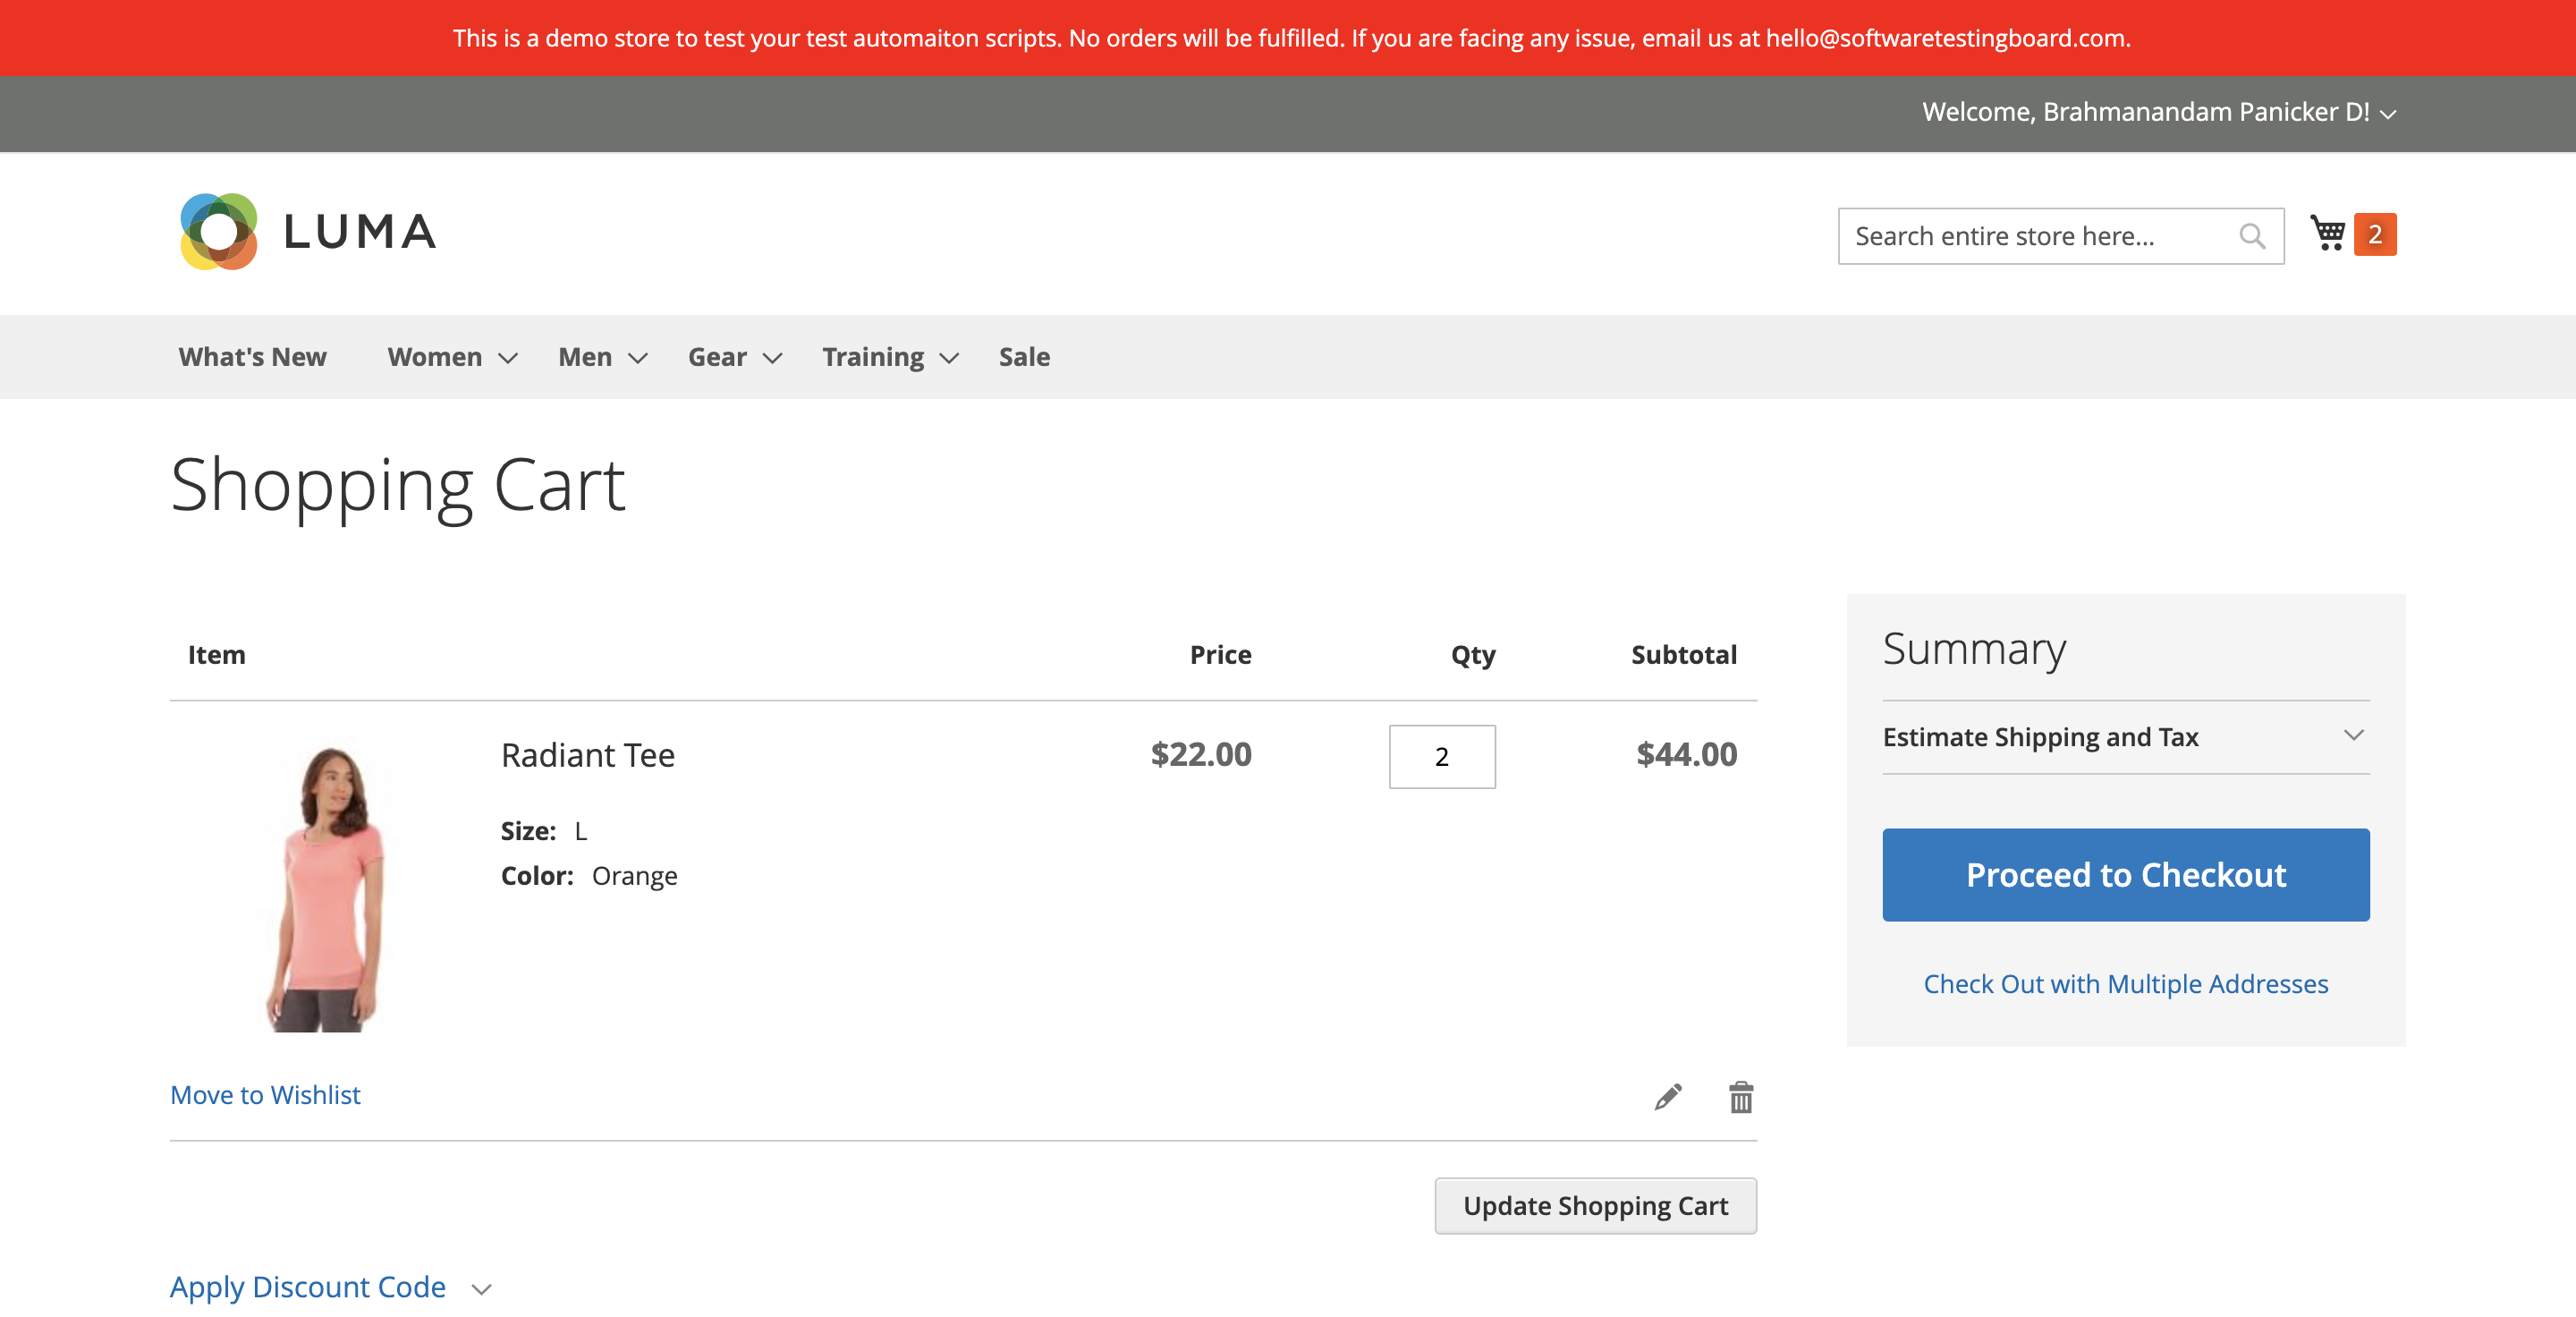 This is a demo store to test your test automaiton scripts. No orders will be fulfilled. If you are facing any issue, email us at hello@softwaretestingboard.com.
Welcome, Brahmanandam Panicker D!
LUMA
Search entire store here...
2
What's New Women Men Gear Training Sale
Shopping Cart
Item Price Qty Subtotal
Radiant Tee $22.00 2 $44.00
Size: L
Color: Orange
Move to Wishlist
Update Shopping Cart
Apply Discount Code
Summary
Estimate Shipping and Tax
Proceed to Checkout
Check Out with Multiple Addresses